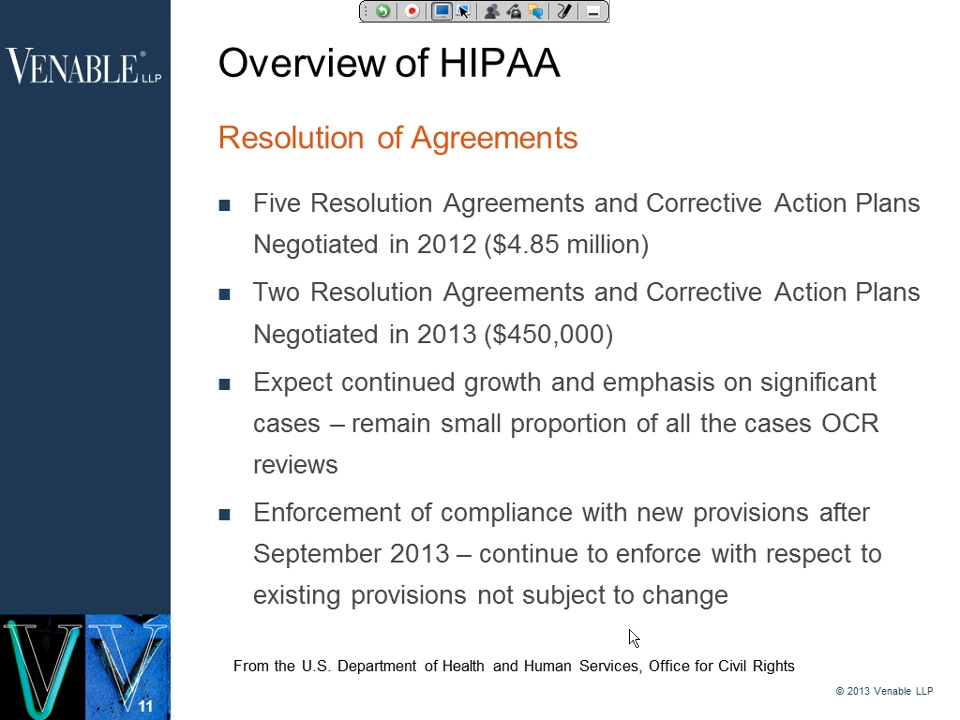 VENABLE® LLP
Overview of HIPAA
Resolution of Agreements
Five Resolution Agreements and Corrective Action Plans
Negotiated in 2012 ($4.85 million)
Two Resolution Agreements and Corrective Action Plans
Negotiated in 2013 ($450,000)
Expect continued growth and emphasis on significant
cases – remain small proportion of all the cases OCR
reviews
Enforcement of compliance with new provisions after
September 2013 – continue to enforce with respect to
existing provisions not subject to change
From the U.S. Department of Health and Human Services, Office for Civil Rights
V V
11
© 2013 Venable LLP